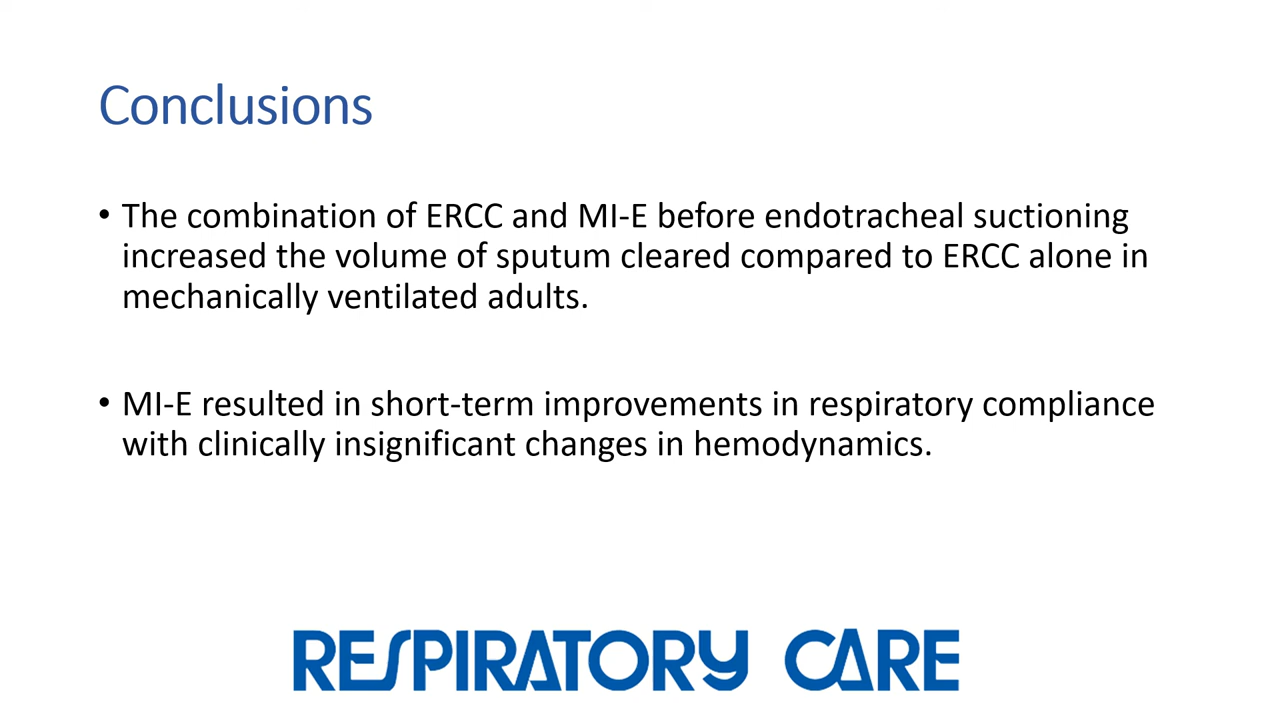 Conclusions
• The combination of ERCC and MI-E before endotracheal suctioning
increased the volume of sputum cleared compared to ERCC alone in
mechanically ventilated adults.
• MI-E resulted in short-term improvements in respiratory compliance
with clinically insignificant changes in hemodynamics.
RESPIRATORY CARE